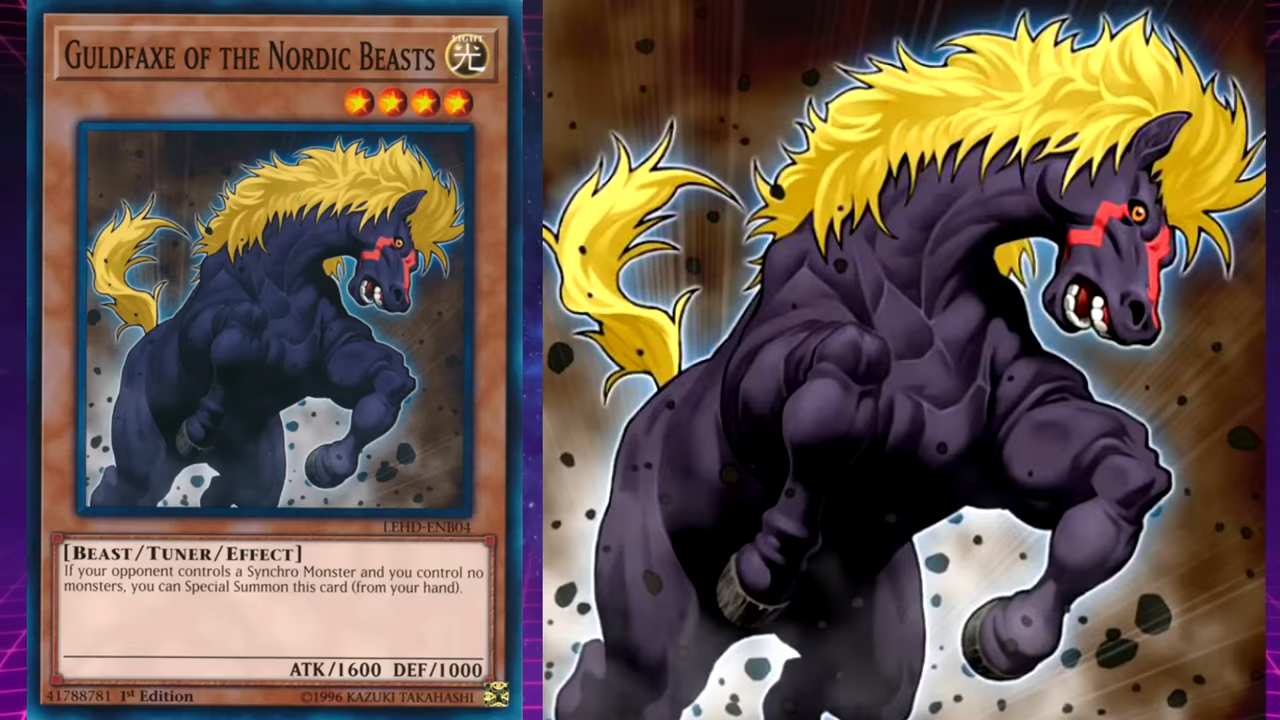 GULDFAXE OF THE NORDIC BEASTS
LIGHT
光
LEHD-ENB04
[BEAST/TUNER/EFFECT]
If your opponent controls a Synchro Monster and you control no
monsters, you can Special Summon this card (from your hand).
ATK/1600 DEF/1000
41788781 1st Edition ©1996 KAZUKI TAKAHASHI